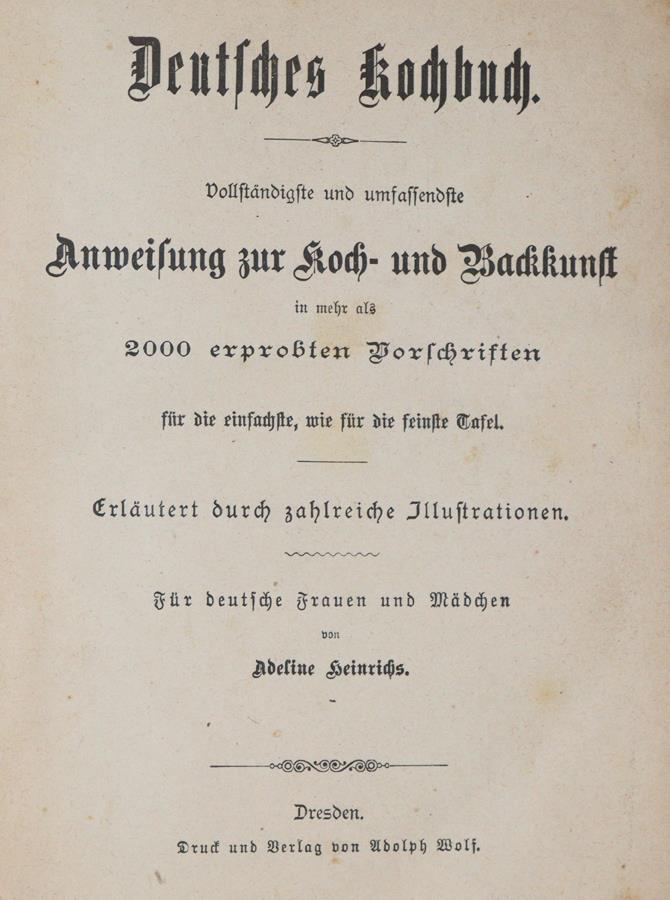 Deutsches Kochbuch.
Vollständigste und umfassendste
Anweisung zur Koch- und Backkunst
in mehr als
2000 erprobten Vorschriften
für die einfachste, wie für die feinste Tafel.
Erläutert durch zahlreiche Illustrationen.
Für deutsche Frauen und Mädchen
von
Adeline Heinrichs.
Dresden.
Druck und Verlag von Adolph Wolf.